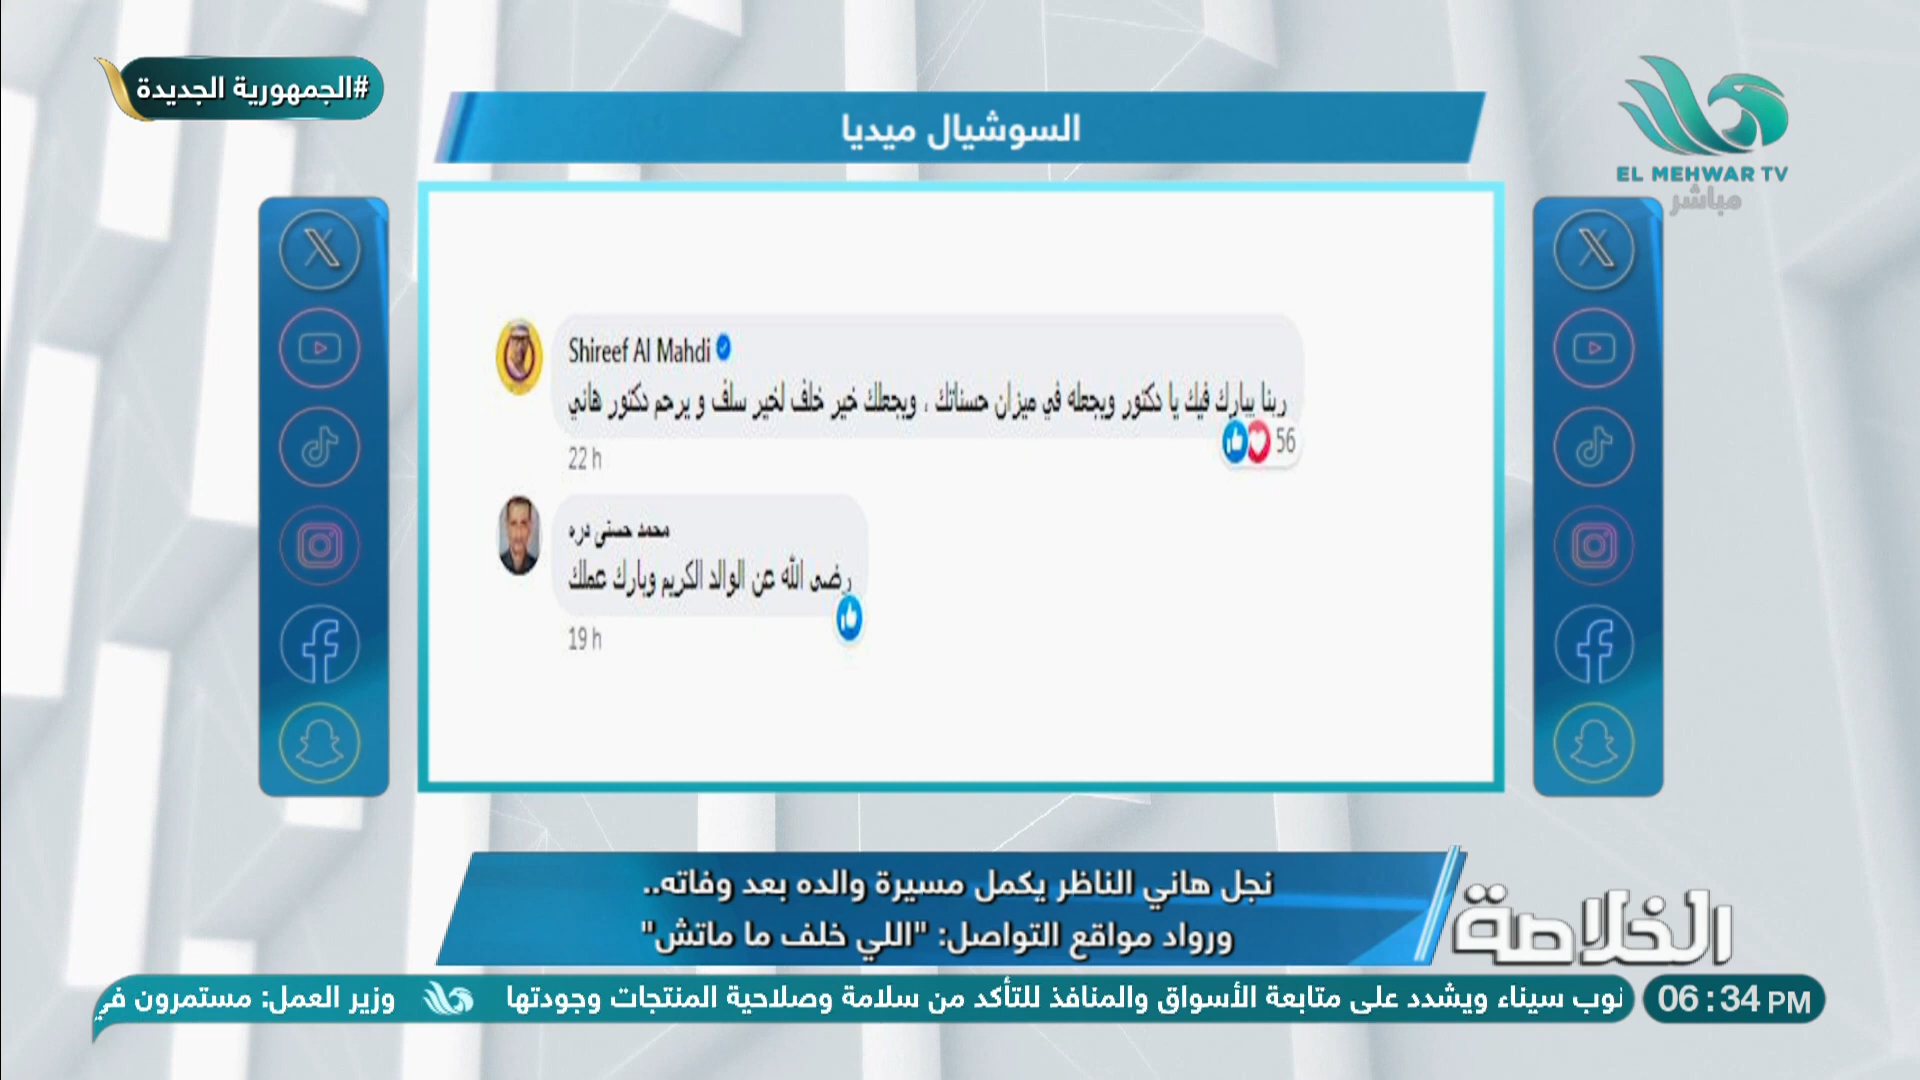 #الجمهورية الجديدة
السوشيال ميديا
EL MEHWAR TV
مباشر
Shireef Al Mahdi
ربنا يبارك فيك يا دكتور ويجعله في ميزان حسناتك ، ويجعلك خير خلف لخير سلف و يرحم دكتور هاني
56
22 h
محمد حسنى دره
رضى الله عن الوالد الكريم وبارك عملك
19 h
نجل هاني الناظر يكمل مسيرة والده بعد وفاته..
ورواد مواقع التواصل: "اللي خلف ما ماتش"
الخلاصة
نوب سيناء ويشدد على متابعة الأسواق والمنافذ للتأكد من سلامة وصلاحية المنتجات وجودتها
وزير العمل: مستمرون في
06:34 PM